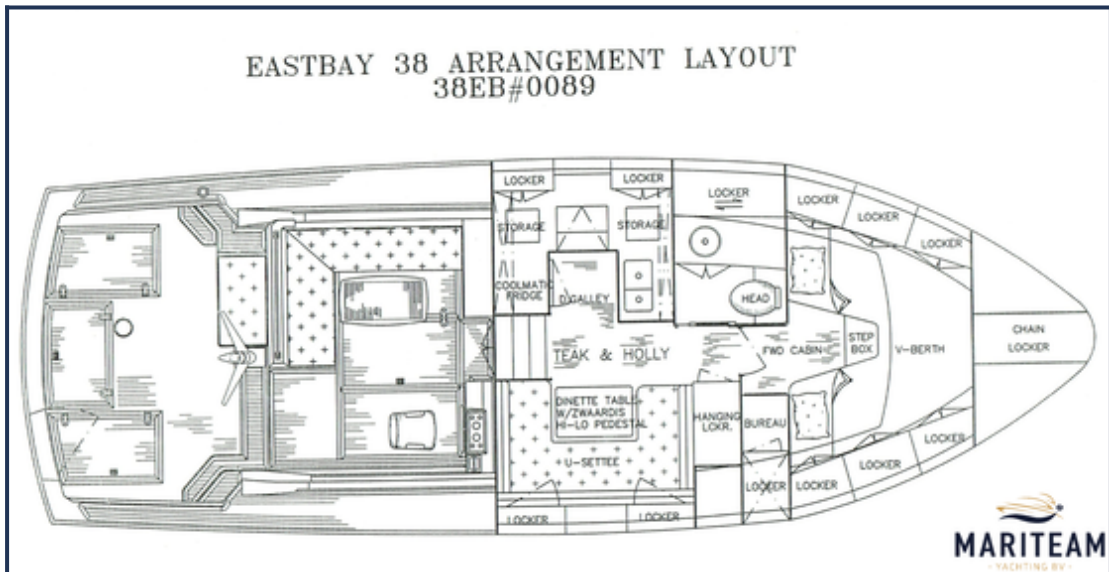 EASTBAY 38 ARRANGEMENT LAYOUT
38EB#0089
LOCKER
LOCKER
LOCKER
LOCKER
LOCKER
LOCKER
STORAGE
STORAGE
COOLMATIC
FRIDGE
D.GALLEY
HEAD
TEAK & HOLLY
FWD CABIN
STEP
BOX
V-BERTH
CHAIN
LOCKER
DINETTE TABLE
W/ZWAARDIS
HI-LO PEDESTAL
HANGING
LCKR.
BUREAU
U-SETTEE
LOCKER
LOCKER
LOCKER
LOCKER
LOCKER
LOCKER
MARITEAM
- YACHTING BV -